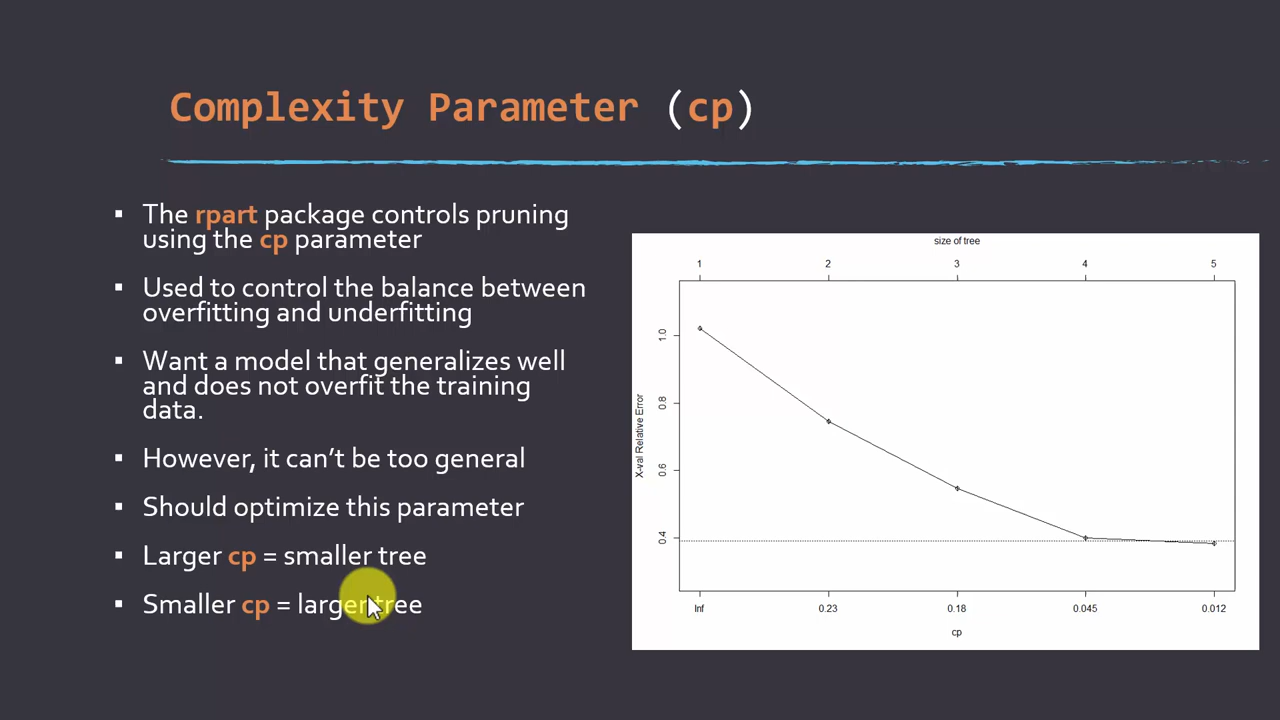 Complexity Parameter (cp)
▪ The rpart package controls pruning
using the cp parameter
▪ Used to control the balance between
overfitting and underfitting
▪ Want a model that generalizes well
and does not overfit the training
data.
▪ However, it can't be too general
▪ Should optimize this parameter
▪ Larger cp = smaller tree
▪ Smaller cp = larger tree
size of tree
1 2 3 4 5
X-val Relative Error
1.0
0.8
0.6
0.4
Inf 0.23 0.18 0.045 0.012
cp